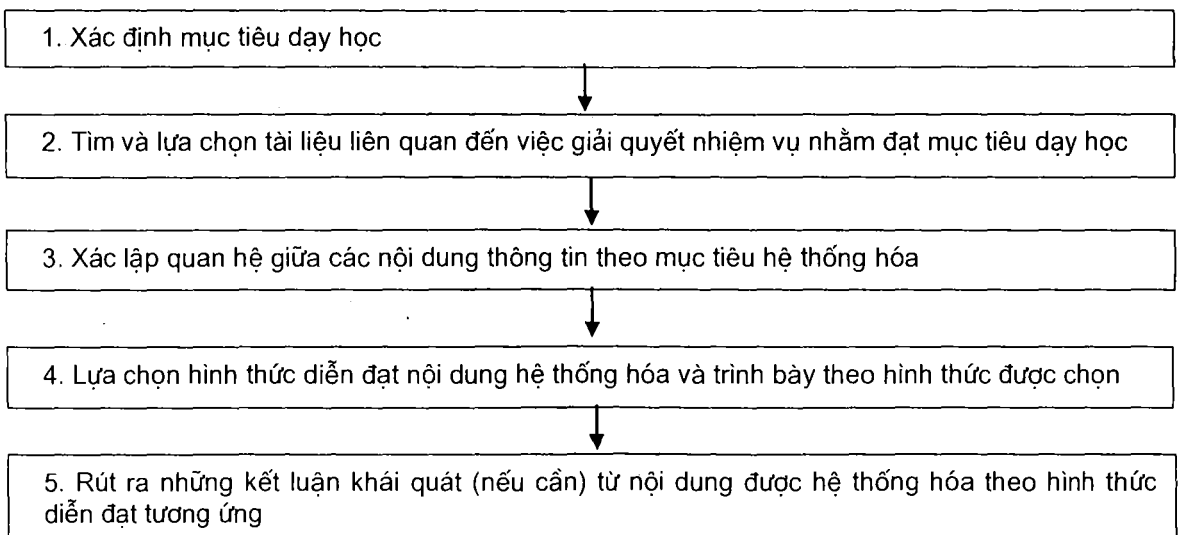 1. Xác định mục tiêu dạy học
2. Tìm và lựa chọn tài liệu liên quan đến việc giải quyết nhiệm vụ nhằm đạt mục tiêu dạy học
3. Xác lập quan hệ giữa các nội dung thông tin theo mục tiêu hệ thống hóa
4. Lựa chọn hình thức diễn đạt nội dung hệ thống hóa và trình bày theo hình thức được chọn
5. Rút ra những kết luận khái quát (nếu cần) từ nội dung được hệ thống hóa theo hình thức
diễn đạt tương ứng